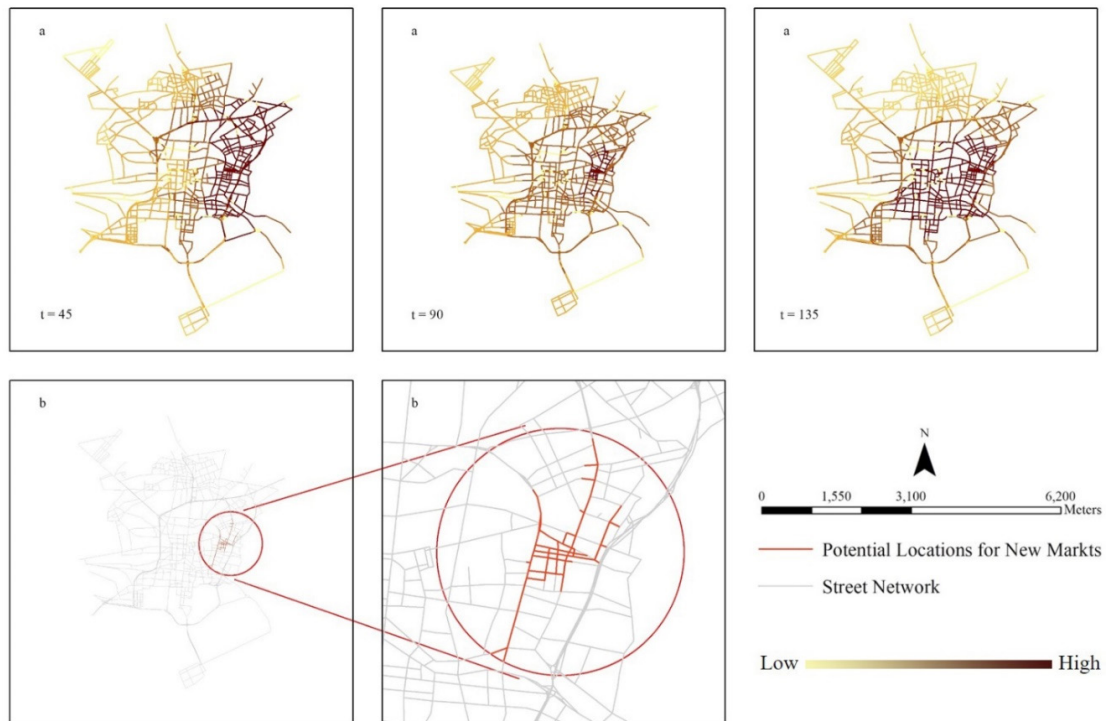 a
t = 45
a
t = 90
a
t = 135
b
b
N
0 1,550 3,100 6,200
Meters
Potential Locations for New Markts
Street Network
Low High